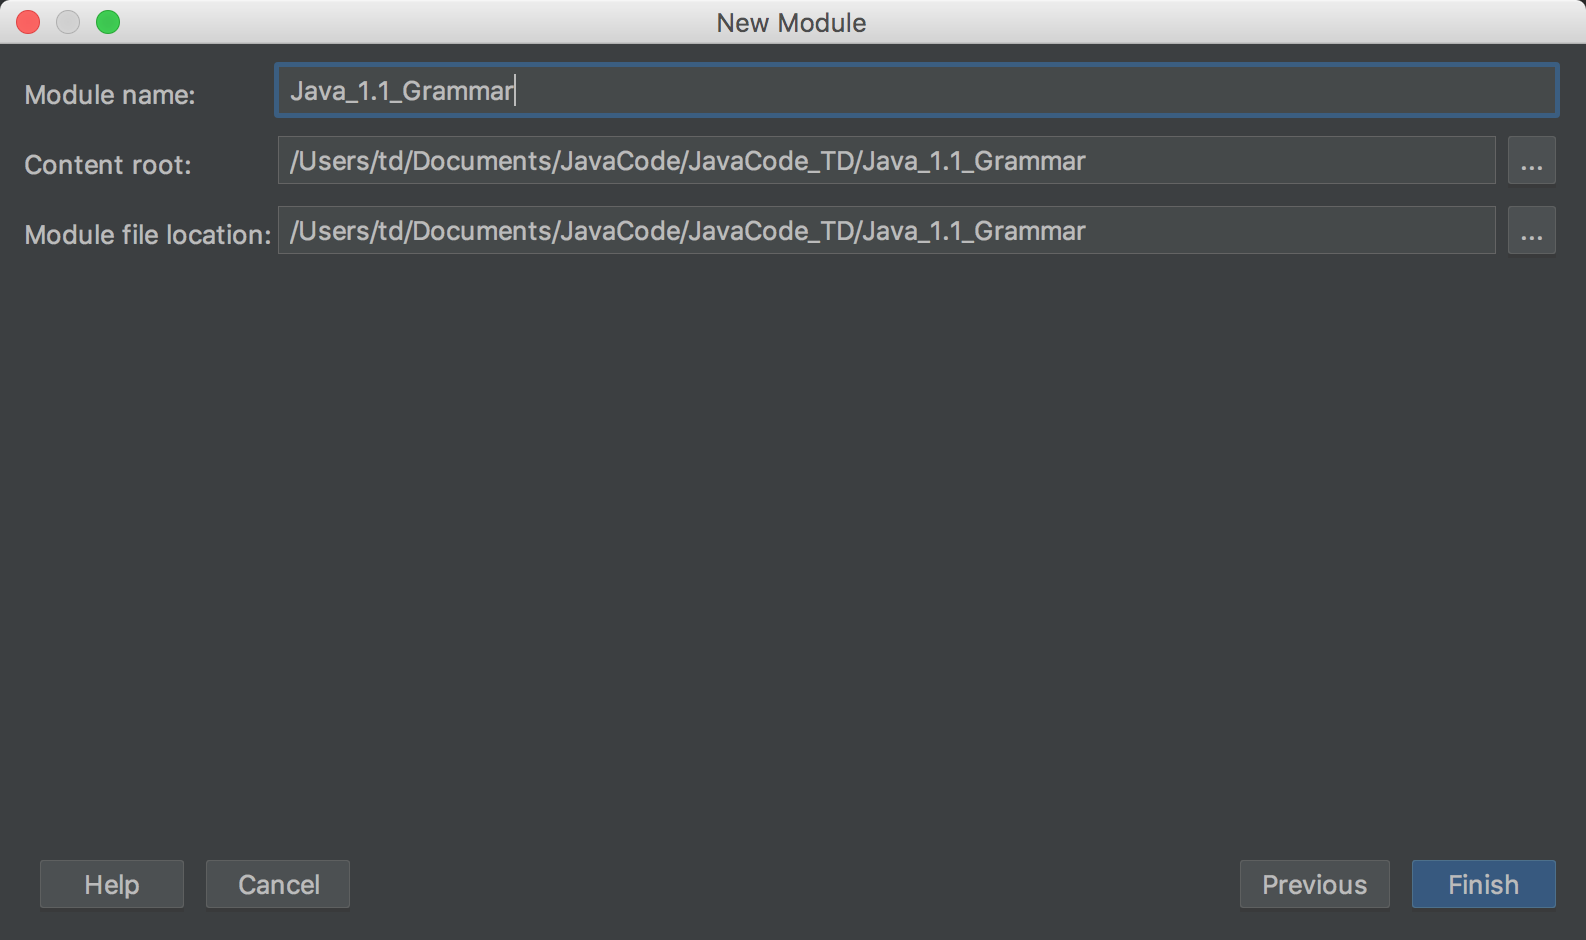 New Module
Module name: Java_1.1_Grammar
Content root: /Users/td/Documents/JavaCode/JavaCode_TD/Java_1.1_Grammar ...
Module file location: /Users/td/Documents/JavaCode/JavaCode_TD/Java_1.1_Grammar ...
Help Cancel Previous Finish